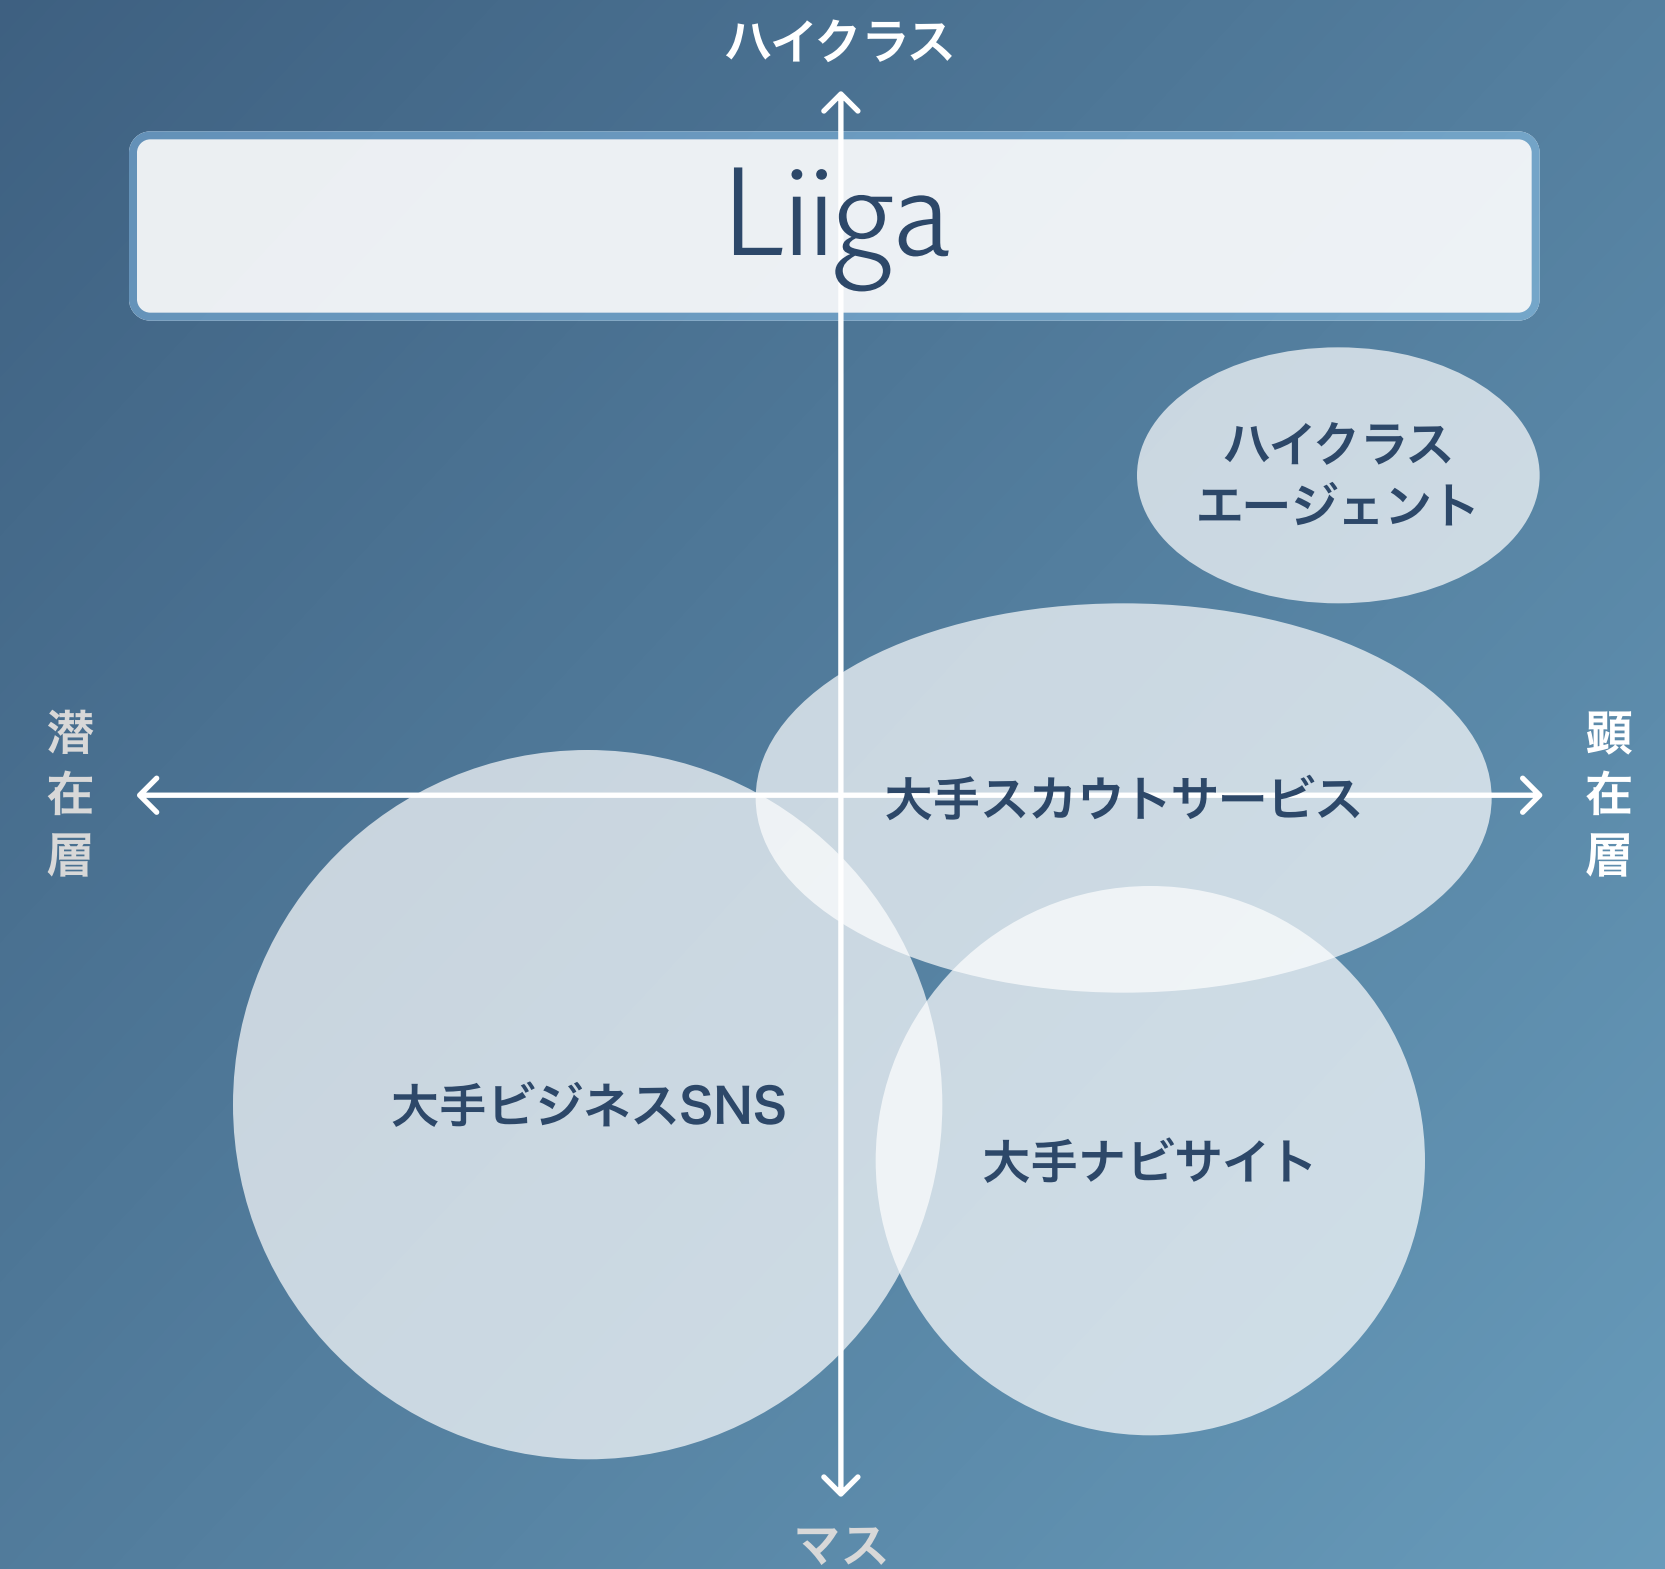 ハイクラス
Liiga
ハイクラス
エージェント
潜在層
顕在層
大手スカウトサービス
大手ビジネスSNS
大手ナビサイト
マス